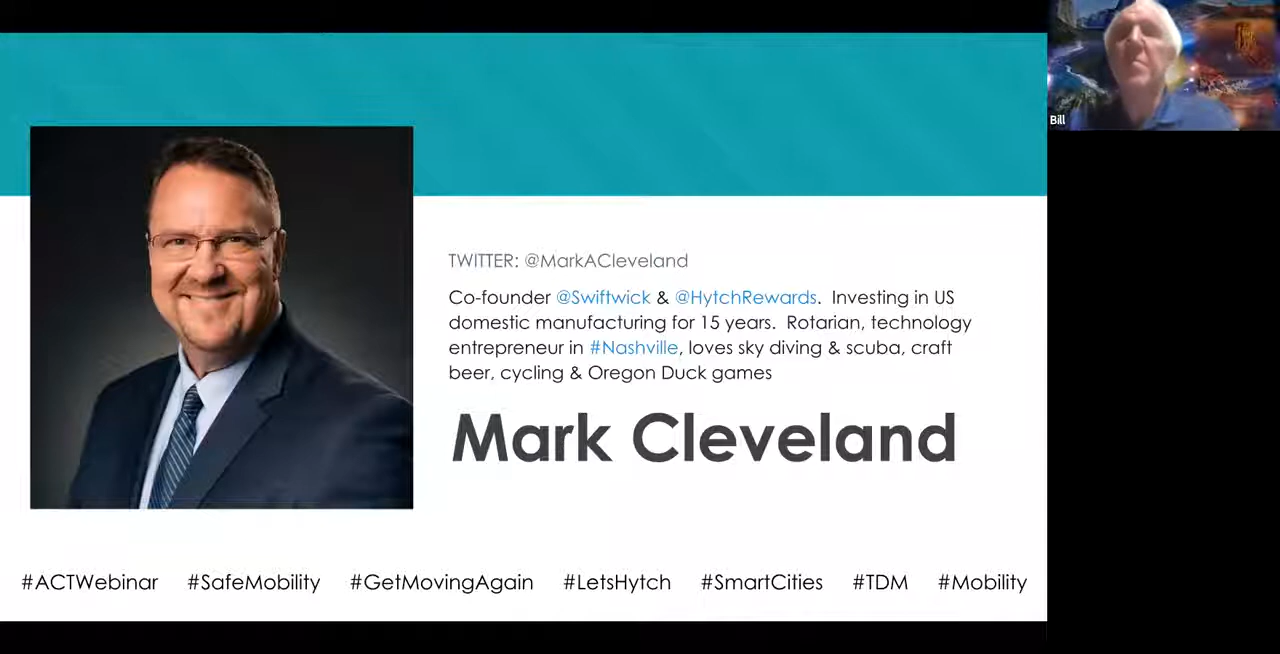 Bill
TWITTER: @MarkACleveland
Co-founder @Swiftwick & @HytchRewards. Investing in US
domestic manufacturing for 15 years. Rotarian, technology
entrepreneur in #Nashville, loves sky diving & scuba, craft
beer, cycling & Oregon Duck games
Mark Cleveland
#ACTWebinar #SafeMobility #GetMovingAgain #LetsHytch #SmartCities #TDM #Mobility